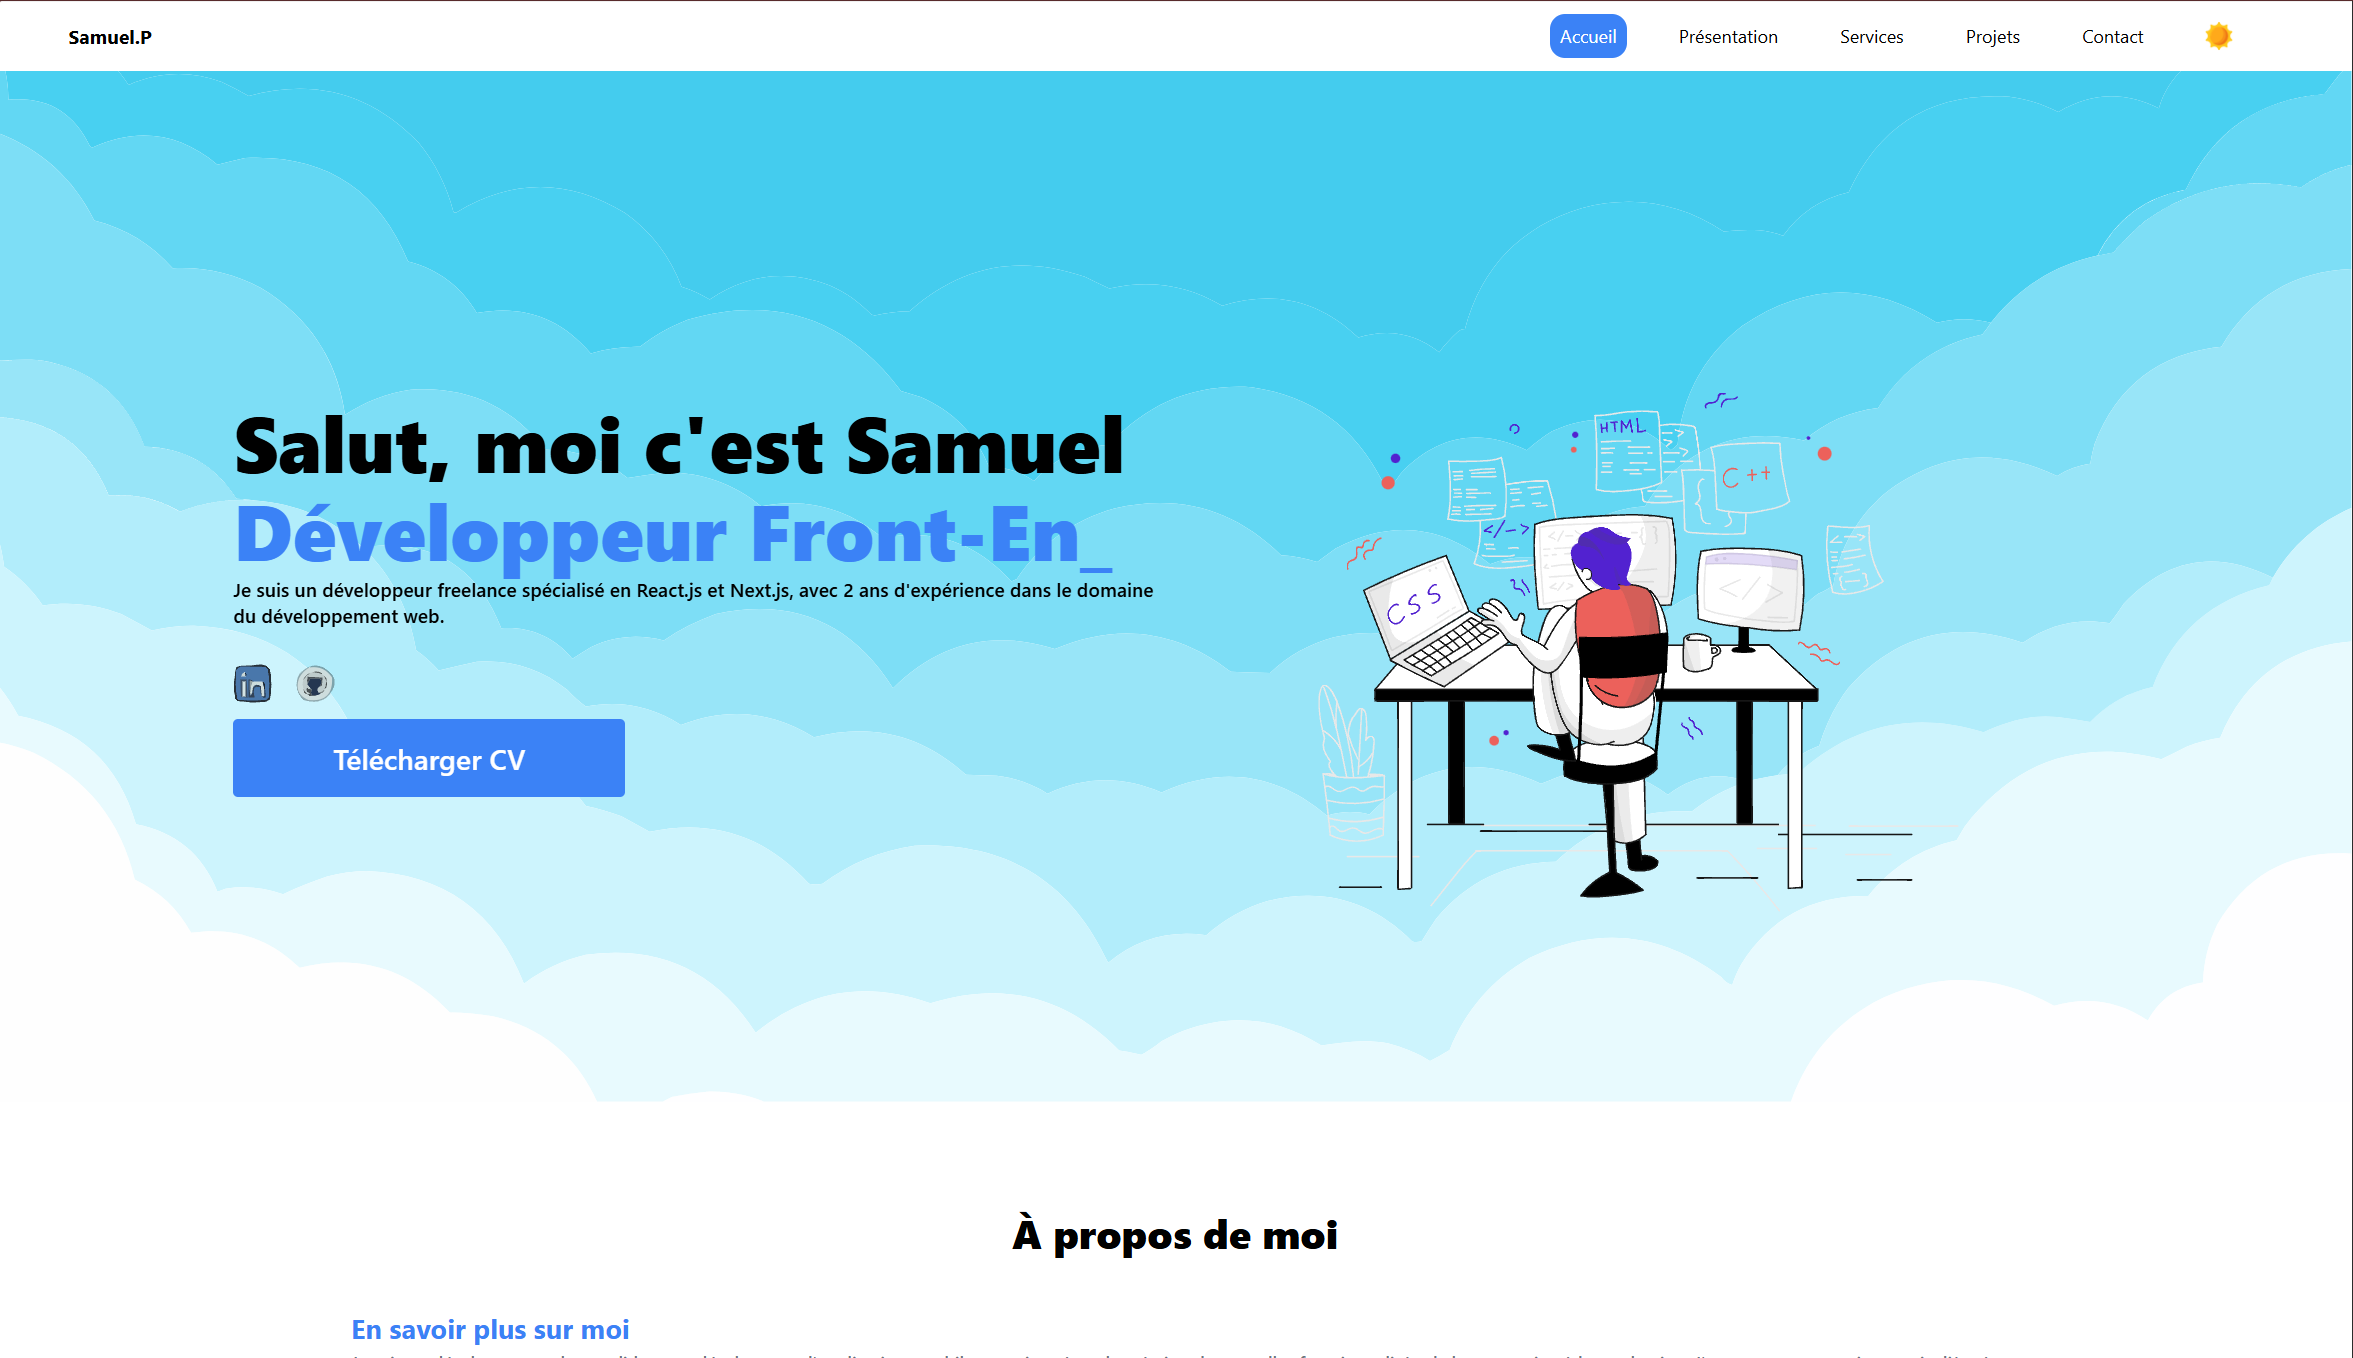 Samuel.P
Accueil
Présentation
Services
Projets
Contact
Salut, moi c'est Samuel
Développeur Front-En_
Je suis un développeur freelance spécialisé en React.js et Next.js, avec 2 ans d'expérience dans le domaine
du développement web.
in
Télécharger CV
HTML
C++
</->
CSS
</>
À propos de moi
En savoir plus sur moi